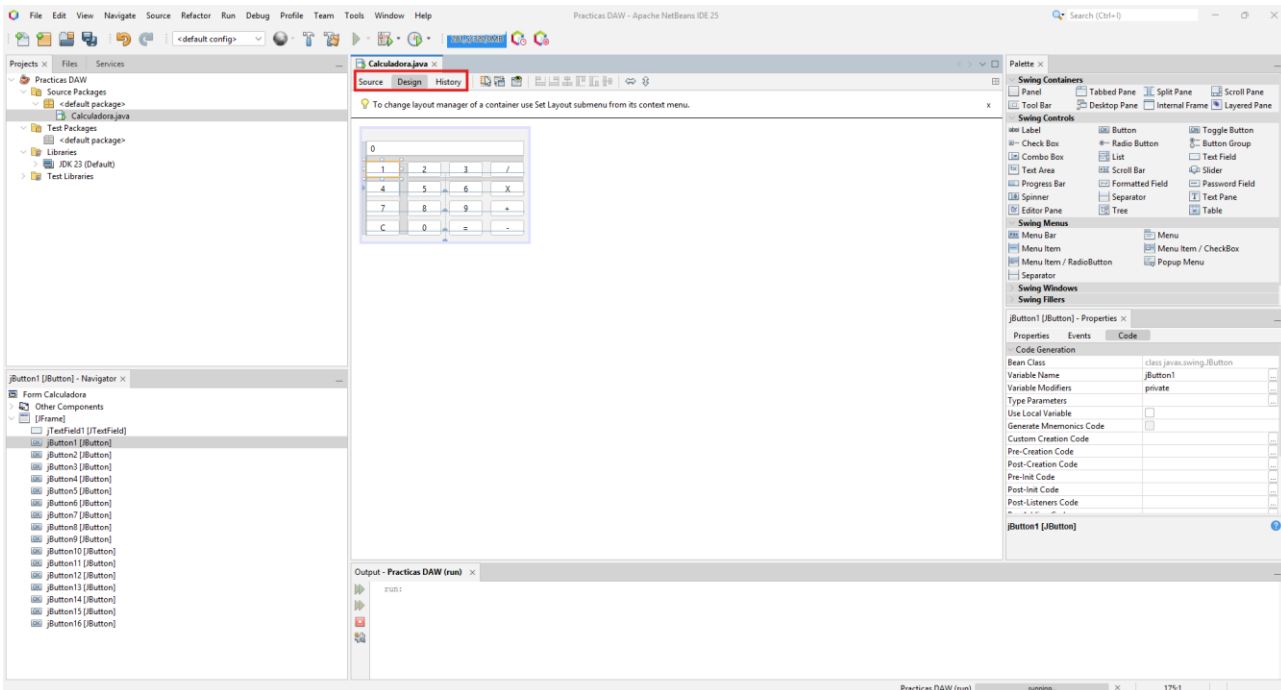 File Edit View Navigate Source Refactor Run Debug Profile Team Tools Window Help
Practicas DAW - Apache NetBeans IDE 25
Search (Ctrl+I)
<default config>
Projects Files Services
Practicas DAW
Source Packages
<default package>
Calculadora.java
Test Packages
<default package>
Libraries
JDK 23 (Default)
Test Libraries
jButton1 [JButton] - Navigator
Form Calculadora
Other Components
[JFrame]
jTextField1 [JTextField]
jButton1 [JButton]
jButton2 [JButton]
jButton3 [JButton]
jButton4 [JButton]
jButton5 [JButton]
jButton6 [JButton]
jButton7 [JButton]
jButton8 [JButton]
jButton9 [JButton]
jButton10 [JButton]
jButton11 [JButton]
jButton12 [JButton]
jButton13 [JButton]
jButton14 [JButton]
jButton15 [JButton]
jButton16 [JButton]
Calculadora.java
Source Design History
To change layout manager of a container use Set Layout submenu from its context menu. x
0
1 2 3 /
4 5 6 X
7 8 9 +
C 0 = -
Output - Practicas DAW (run)
run:
Palette
Swing Containers
Panel Tabbed Pane Split Pane Scroll Pane
Tool Bar Desktop Pane Internal Frame Layered Pane
Swing Controls
Label Button Toggle Button
Check Box Radio Button Button Group
Combo Box List Text Field
Text Area Scroll Bar Slider
Progress Bar Formatted Field Password Field
Spinner Separator Text Pane
Editor Pane Tree Table
Swing Menus
Menu Bar Menu
Menu Item Menu Item / CheckBox
Menu Item / RadioButton Popup Menu
Separator
Swing Windows
Swing Fillers
jButton1 [JButton] - Properties
Properties Events Code
Code Generation
Bean Class class javax.swing.JButton
Variable Name jButton1
Variable Modifiers private
Type Parameters
Use Local Variable
Generate Mnemonics Code
Custom Creation Code
Pre-Creation Code
Post-Creation Code
Pre-Init Code
Post-Init Code
Post-Listeners Code
jButton1 [JButton]
Practicas DAW (run) running... 175:1